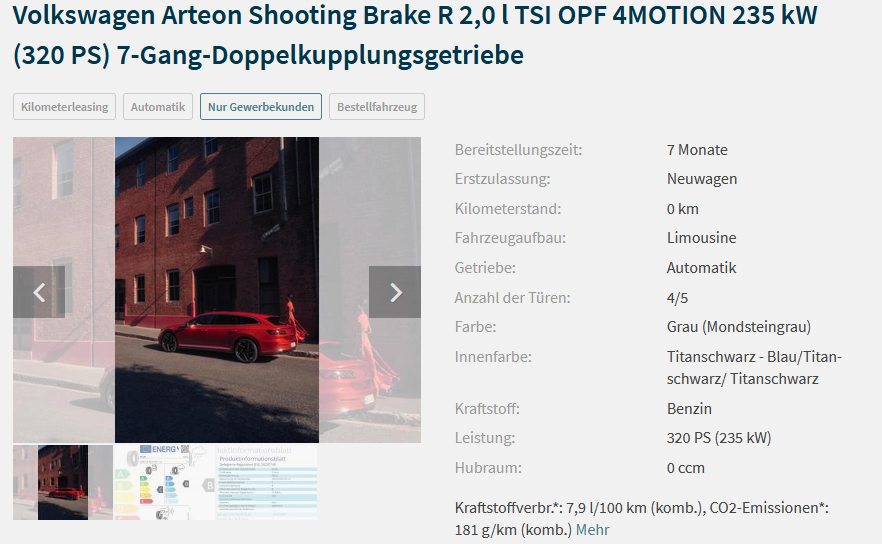 Volkswagen Arteon Shooting Brake R 2,0 l TSI OPF 4MOTION 235 kW
(320 PS) 7-Gang-Doppelkupplungsgetriebe
Kilometerleasing
Automatik
Nur Gewerbekunden
Bestellfahrzeug
Bereitstellungszeit: 7 Monate
Erstzulassung: Neuwagen
Kilometerstand: 0 km
Fahrzeugaufbau: Limousine
Getriebe: Automatik
Anzahl der Türen: 4/5
Farbe: Grau (Mondsteingrau)
Innenfarbe: Titanschwarz - Blau/Titan-
schwarz/ Titanschwarz
Kraftstoff: Benzin
Leistung: 320 PS (235 kW)
Hubraum: 0 ccm
Kraftstoffverbr.*: 7,9 l/100 km (komb.), CO2-Emissionen*:
181 g/km (komb.) Mehr
ENERG
Produktinformationsblatt